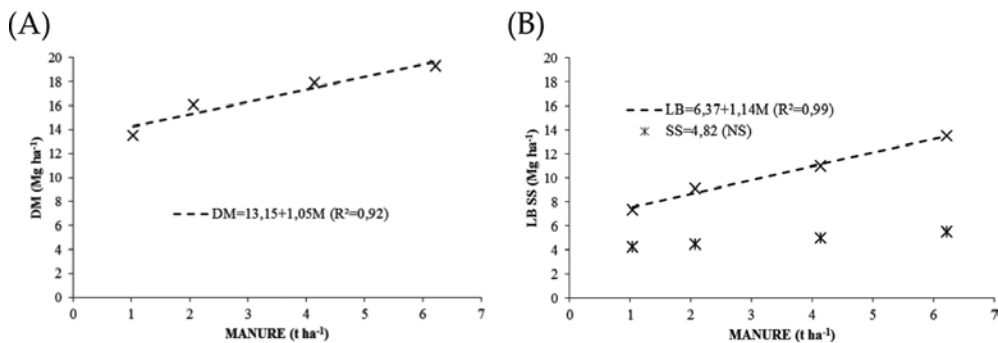 (A)
20
18
16
14
12
10
8
6
4
2
0
DM (Mg ha⁻¹)
DM=13,15+1,05M (R²=0,92)
0 1 2 3 4 5 6 7
MANURE (t ha⁻¹)
(B)
20
18
16
14
12
10
8
6
4
2
0
LB SS (Mg ha⁻¹)
LB=6,37+1,14M (R²=0,99)
SS=4,82 (NS)
0 1 2 3 4 5 6 7
MANURE (t ha⁻¹)